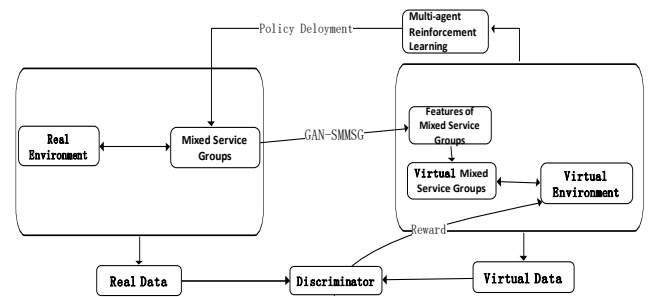 Policy Deloyment
Multi-agent
Reinforcement
Learning
Real
Environment
Mixed Service
Groups
GAN-SMMSG
Features of
Mixed Service
Groups
Virtual Mixed
Service Groups
Virtual
Environment
Reward
Real Data
Discriminator
Virtual Data